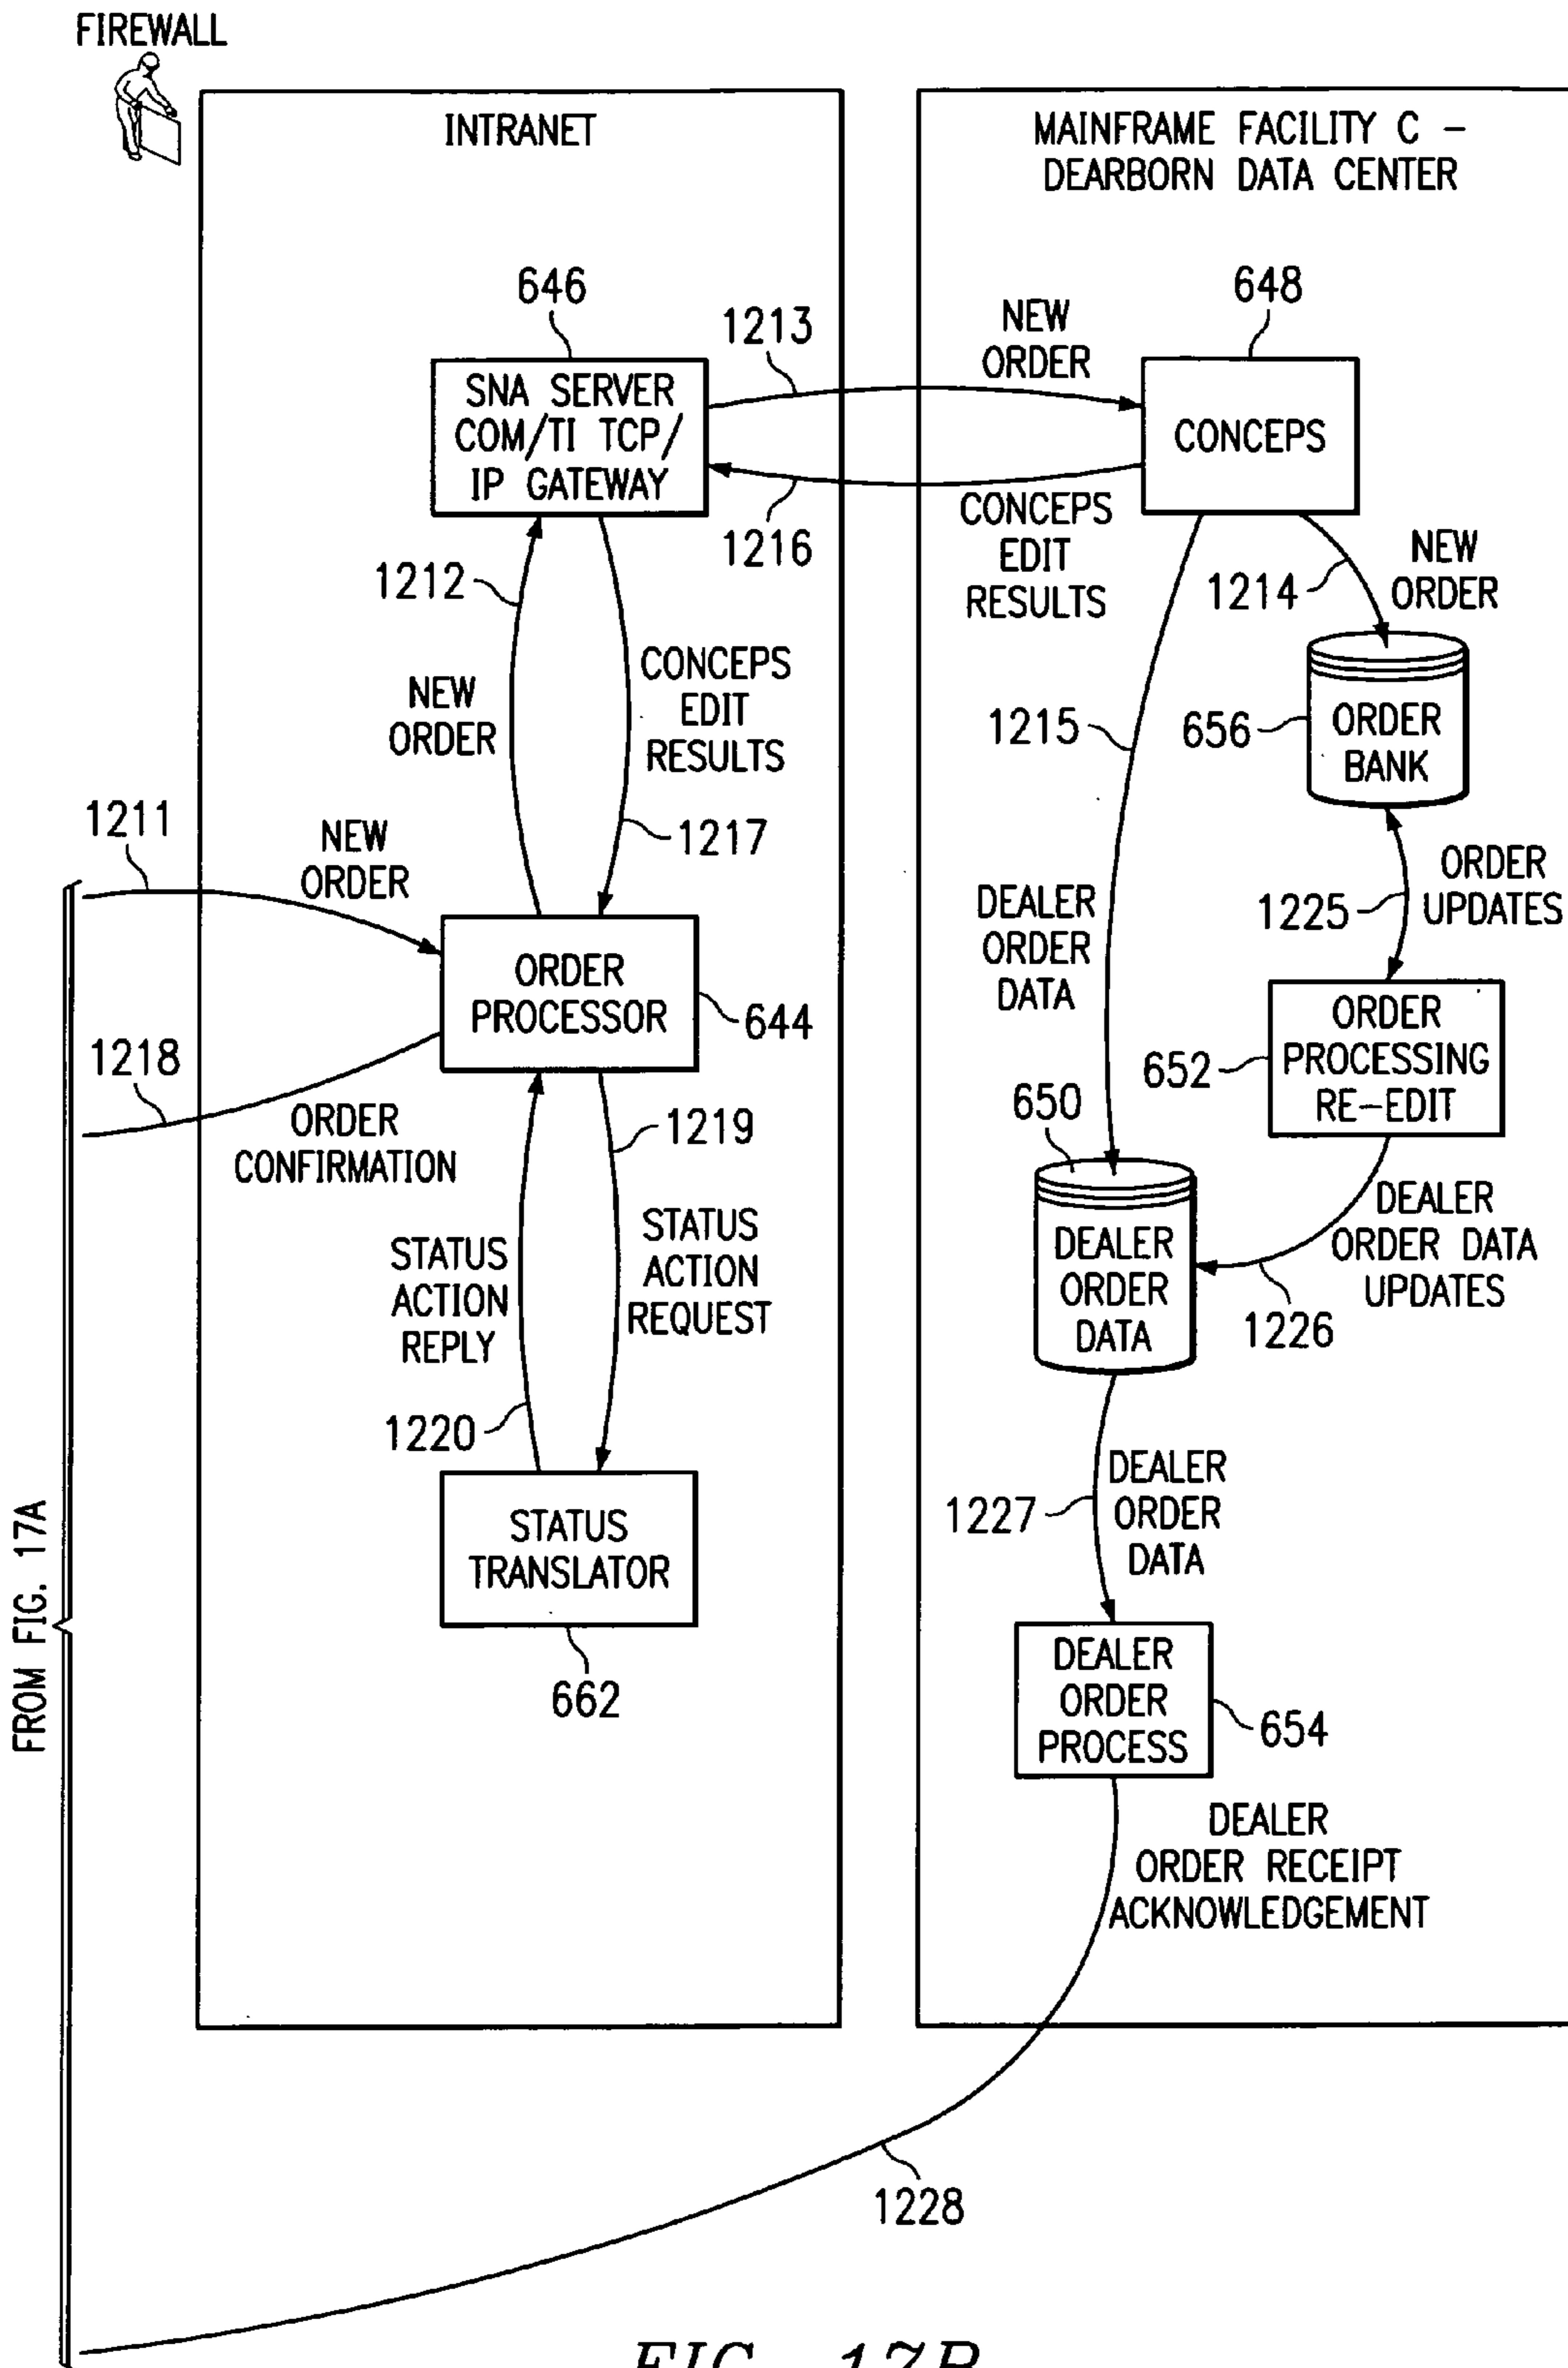 FIREWALL
INTRANET
MAINFRAME FACILITY C –
DEARBORN DATA CENTER
646
SNA SERVER
COM/TI TCP/
IP GATEWAY
1213
NEW
ORDER
648
CONCEPS
1216
CONCEPS
EDIT
RESULTS
1212
NEW
ORDER
CONCEPS
EDIT
RESULTS
1217
1214
NEW
ORDER
1215
656
ORDER
BANK
1211
NEW
ORDER
ORDER
PROCESSOR
644
1218
ORDER
CONFIRMATION
DEALER
ORDER
DATA
1225
ORDER
UPDATES
652
ORDER
PROCESSING
RE-EDIT
650
DEALER
ORDER
DATA
DEALER
ORDER DATA
UPDATES
1226
1219
STATUS
ACTION
REPLY
STATUS
ACTION
REQUEST
1220
STATUS
TRANSLATOR
662
1227
DEALER
ORDER
DATA
DEALER
ORDER
PROCESS
654
DEALER
ORDER RECEIPT
ACKNOWLEDGEMENT
FROM FIG. 17A
1228
FIG. 17B